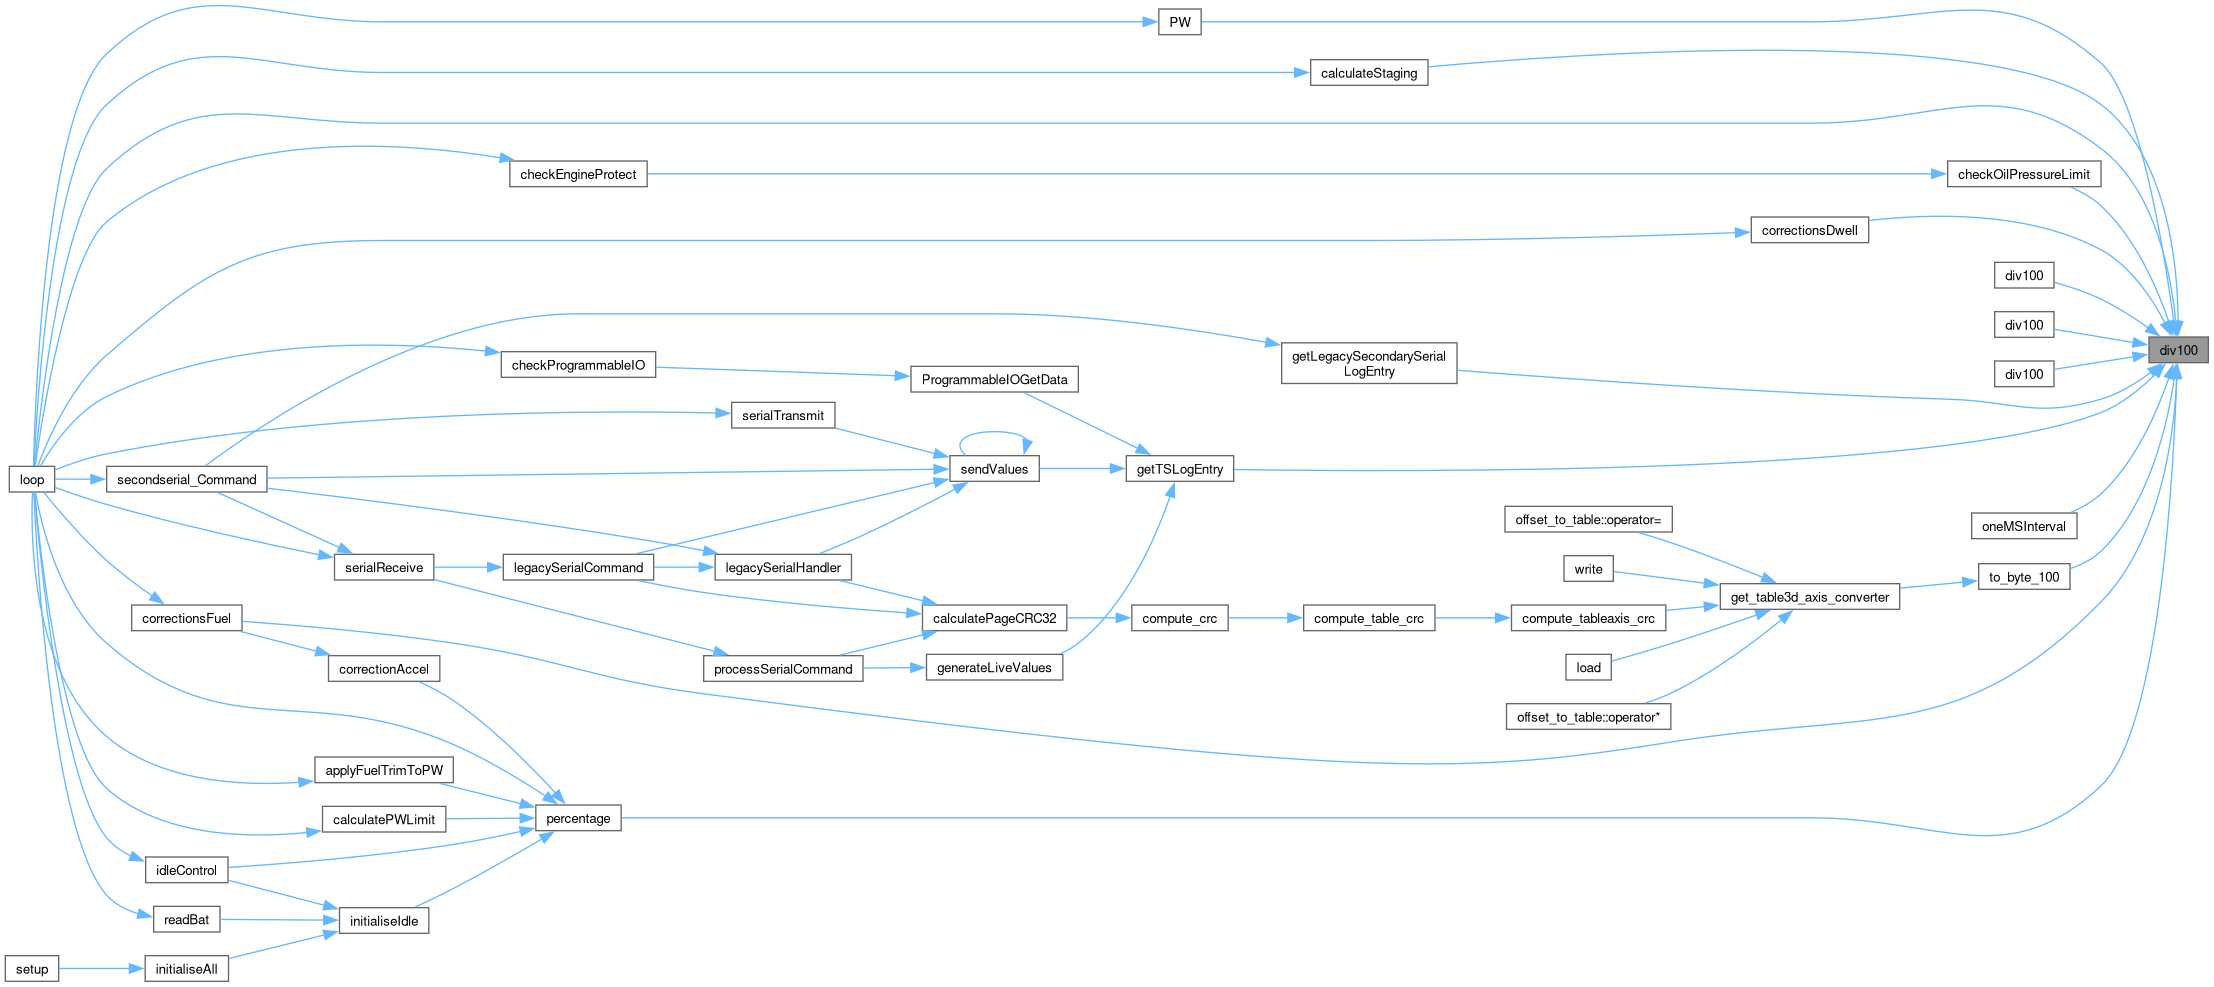 PW
calculateStaging
checkEngineProtect
checkOilPressureLimit
correctionsDwell
div100
div100
div100
div100
getLegacySecondarySerial
LogEntry
checkProgrammableIO
ProgrammableIOGetData
serialTransmit
sendValues
getTSLogEntry
loop
secondserial_Command
offset_to_table::operator=
oneMSInterval
serialReceive
legacySerialCommand
legacySerialHandler
write
to_byte_100
get_table3d_axis_converter
correctionsFuel
calculatePageCRC32
compute_crc
compute_table_crc
compute_tableaxis_crc
correctionAccel
processSerialCommand
generateLiveValues
load
offset_to_table::operator*
applyFuelTrimToPW
calculatePWLimit
percentage
idleControl
readBat
initialiseIdle
setup
initialiseAll